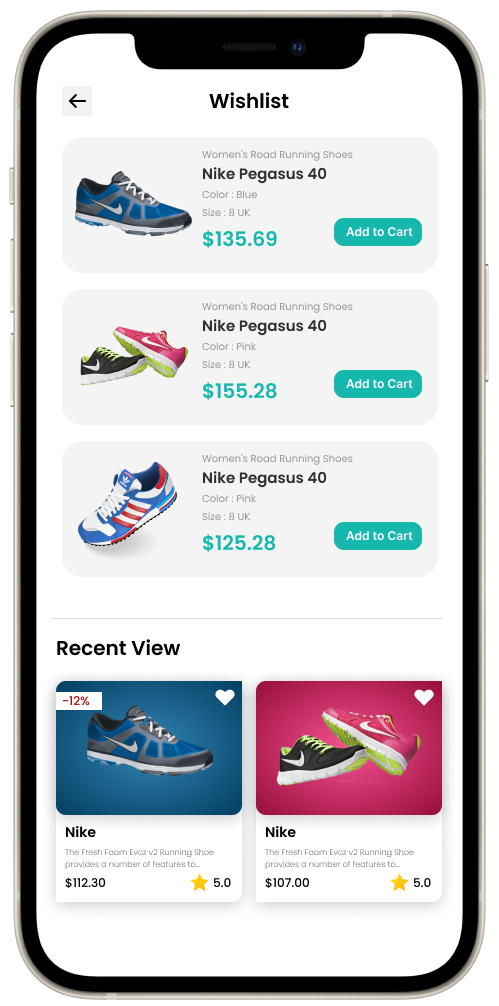 Wishlist
Women's Road Running Shoes
Nike Pegasus 40
Color : Blue
Size : 8 UK
$135.69
Add to Cart
Women's Road Running Shoes
Nike Pegasus 40
Color : Pink
Size : 8 UK
$155.28
Add to Cart
Women's Road Running Shoes
Nike Pegasus 40
Color : Pink
Size : 8 UK
$125.28
Add to Cart
Recent View
-12%
Nike
The Fresh Foam Evoz v2 Running Shoe
provides a number of features to...
$112.30
5.0
Nike
The Fresh Foam Evoz v2 Running Shoe
provides a number of features to...
$107.00
5.0